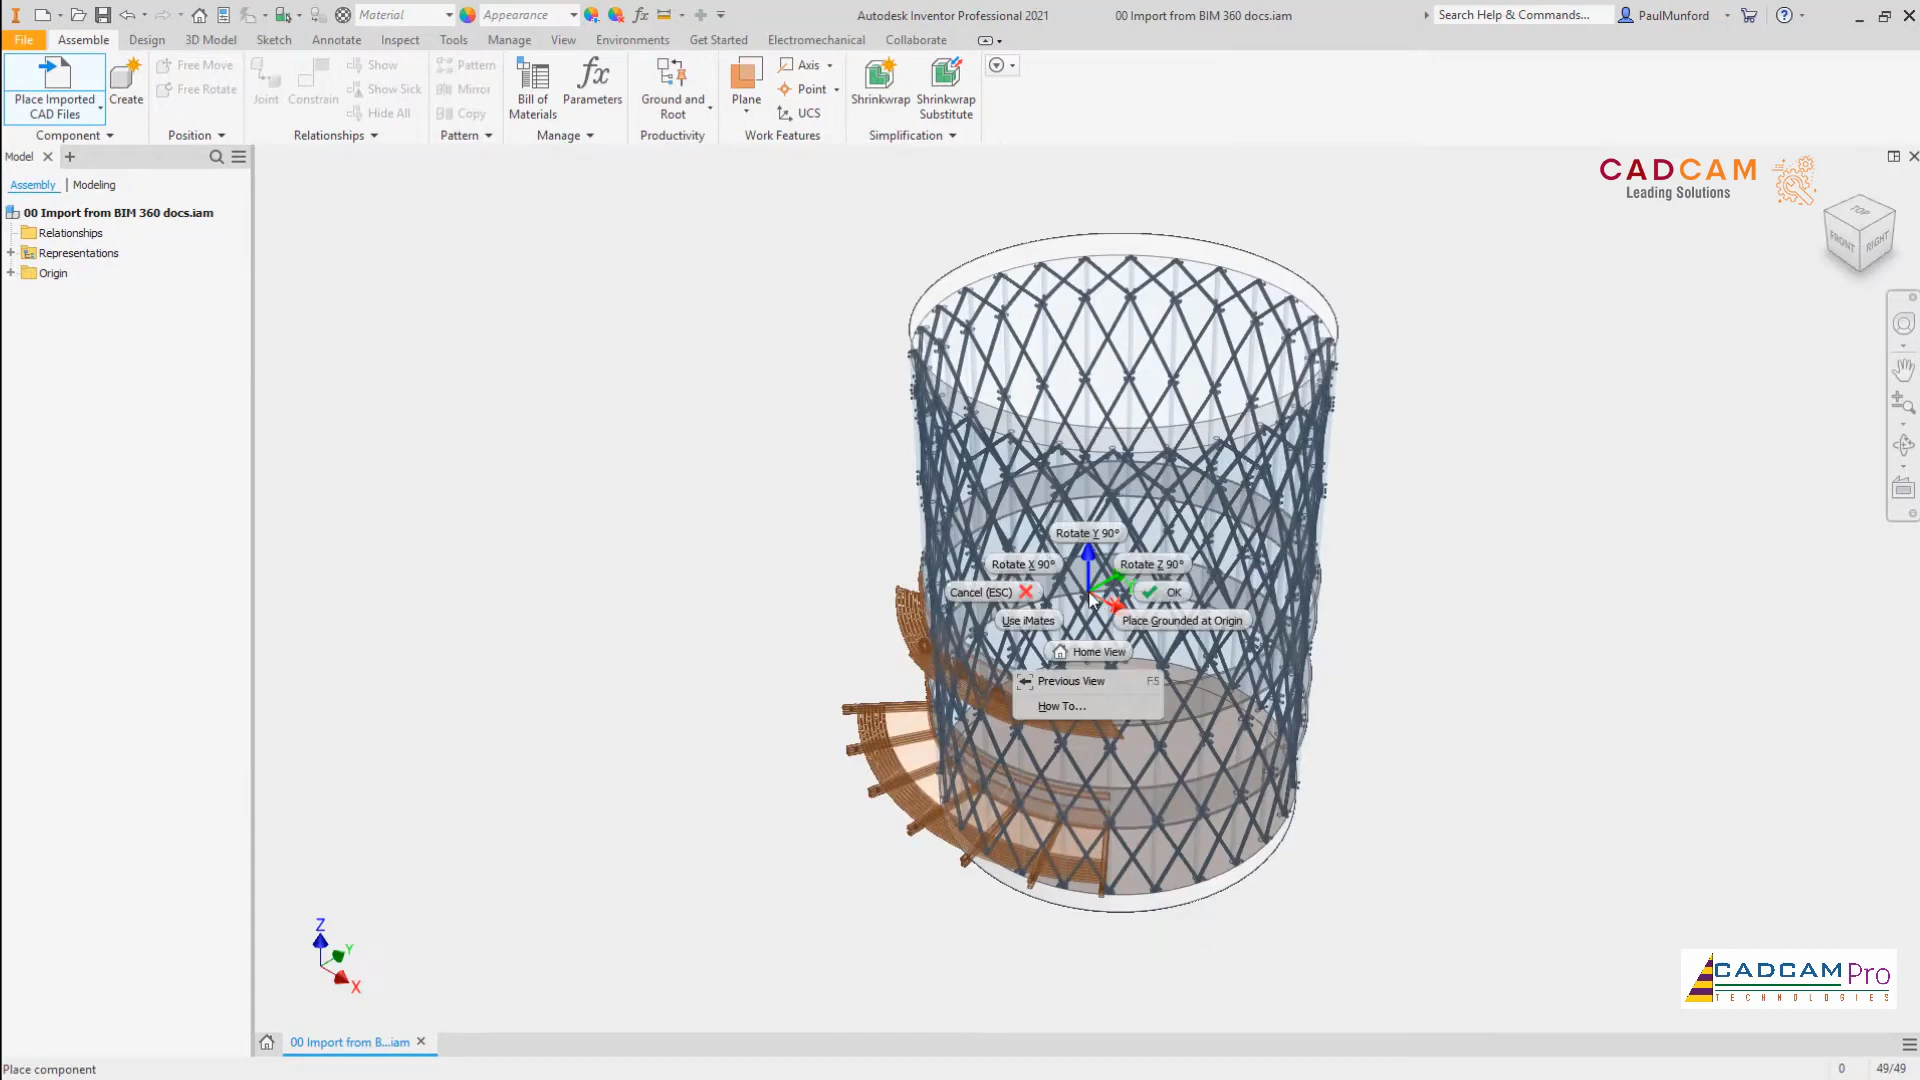 Material
Appearance
Autodesk Inventor Professional 2021
00 Import from BIM 360 docs.iam
Search Help & Commands...
PaulMunford
File
Assemble
Design
3D Model
Sketch
Annotate
Inspect
Tools
Manage
View
Environments
Get Started
Electromechanical
Collaborate
Place Imported
CAD Files
Create
Free Move
Free Rotate
Joint
Constrain
Show
Show Sick
Hide All
Pattern
Mirror
Copy
Bill of
Materials
Parameters
Ground and
Root
Plane
Axis
Point
UCS
Shrinkwrap
Shrinkwrap
Substitute
Component
Position
Relationships
Pattern
Manage
Productivity
Work Features
Simplification
Model
Assembly
Modeling
00 Import from BIM 360 docs.iam
Relationships
Representations
Origin
CADCAM
Leading Solutions
TOP
FRONT
RIGHT
Rotate Y 90°
Rotate X 90°
Rotate Z 90°
Cancel (ESC)
OK
Use iMates
Place Grounded at Origin
Home View
Previous View F5
How To...
Z
Y
X
CADCAM Pro
TECHNOLOGIES
00 Import from B...iam
Place component
0
49/49